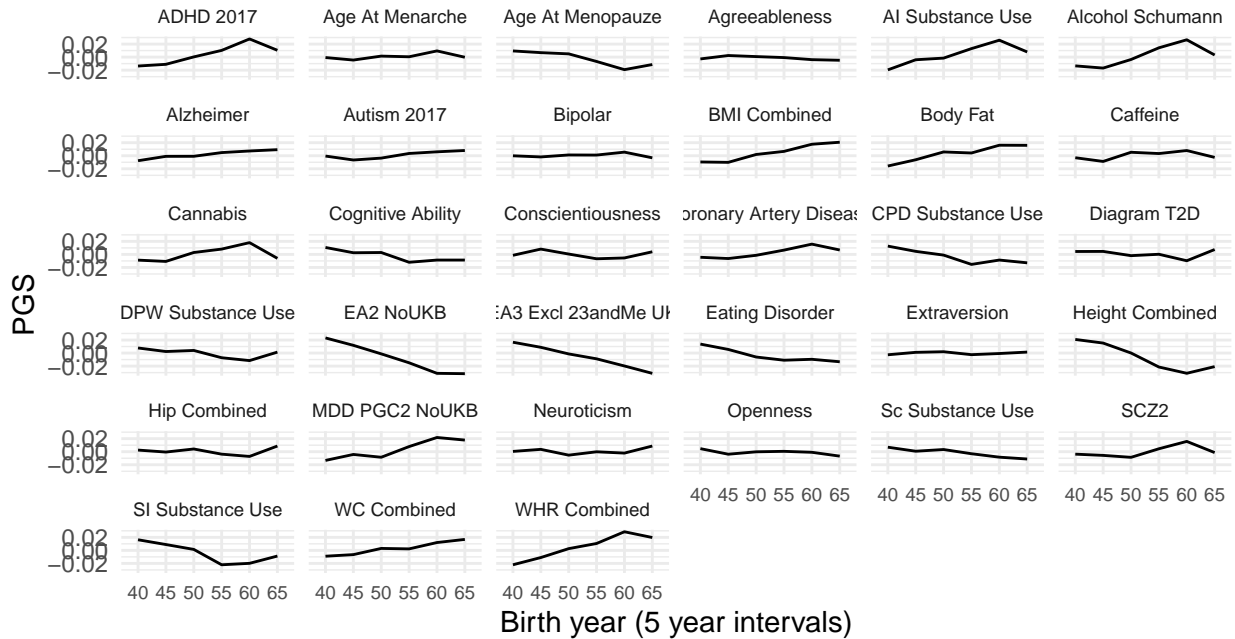 ADHD 2017 Age At Menarche Age At Menopauze Agreeableness AI Substance Use Alcohol Schumann
0.02
0.00
−0.02
Alzheimer Autism 2017 Bipolar BMI Combined Body Fat Caffeine
0.02
0.00
−0.02
Cannabis Cognitive Ability Conscientiousness oronary Artery Diseas CPD Substance Use Diagram T2D
0.02
0.00
−0.02
DPW Substance Use EA2 NoUKB EA3 Excl 23andMe UK Eating Disorder Extraversion Height Combined
0.02
0.00
−0.02
Hip Combined MDD PGC2 NoUKB Neuroticism Openness Sc Substance Use SCZ2
0.02
0.00
−0.02
40 45 50 55 60 65 40 45 50 55 60 65 40 45 50 55 60 65
SI Substance Use WC Combined WHR Combined
0.02
0.00
−0.02
40 45 50 55 60 65 40 45 50 55 60 65 40 45 50 55 60 65
PGS
Birth year (5 year intervals)